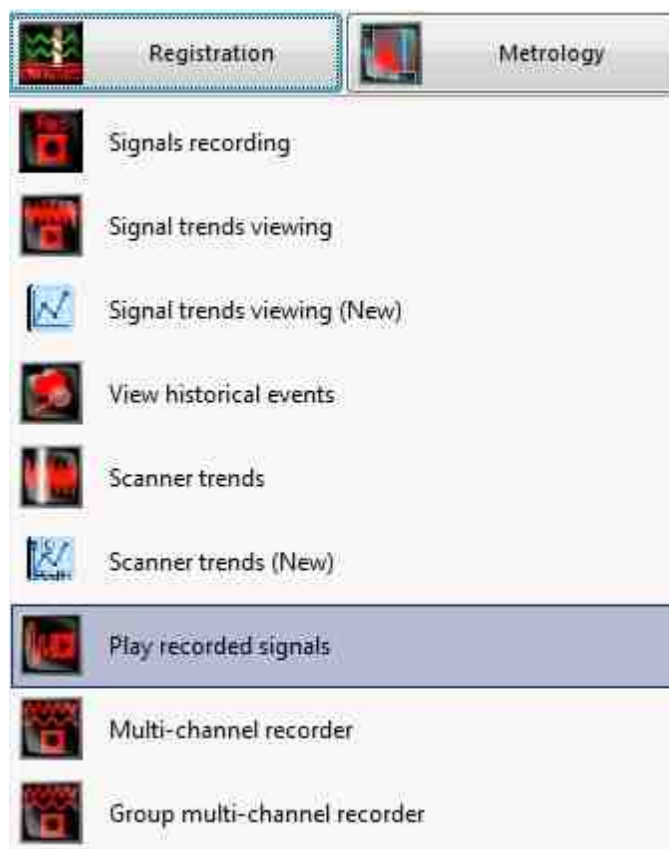 Registration
Metrology
Signals recording
Signal trends viewing
Signal trends viewing (New)
View historical events
Scanner trends
Scanner trends (New)
Play recorded signals
Multi-channel recorder
Group multi-channel recorder